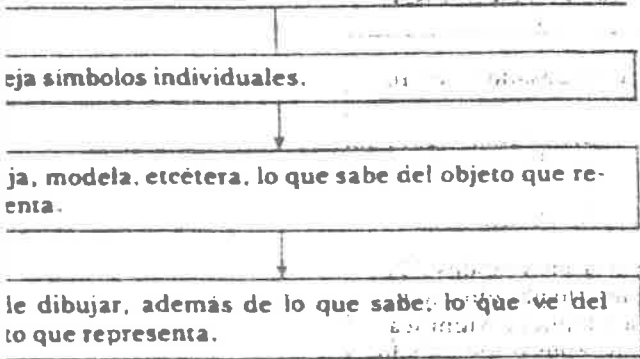 eja símbolos individuales.
ja, modela, etcétera, lo que sabe del objeto que re-
enta.
le dibujar, además de lo que sabe, lo que ve del
to que representa.